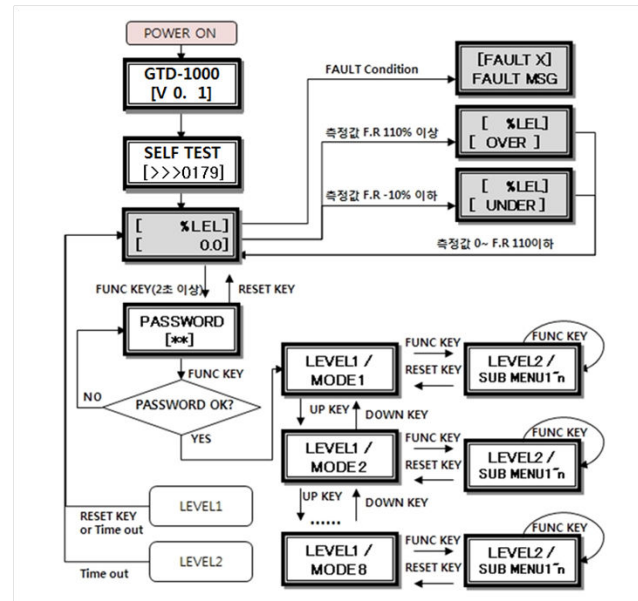 POWER ON
GTD-1000
[V 0. 1]
SELF TEST
[>>>0179]
[ %LEL]
[ 0.0]
FAULT Condition
[FAULT X]
FAULT MSG
측정값 F.R 110% 이상
[ %LEL]
[ OVER ]
측정값 F.R -10% 이하
[ %LEL]
[ UNDER ]
측정값 0~ F.R 110이하
FUNC KEY(2초 이상)
RESET KEY
PASSWORD
[**]
FUNC KEY
NO
PASSWORD OK?
YES
LEVEL1 /
MODE1
FUNC KEY
RESET KEY
LEVEL2 /
SUB MENU1~n
FUNC KEY
UP KEY
DOWN KEY
LEVEL1 /
MODE2
FUNC KEY
RESET KEY
LEVEL2 /
SUB MENU1~n
FUNC KEY
UP KEY
DOWN KEY
......
LEVEL1 /
MODE8
FUNC KEY
RESET KEY
LEVEL2 /
SUB MENU1~n
FUNC KEY
LEVEL1
RESET KEY
or Time out
LEVEL2
Time out